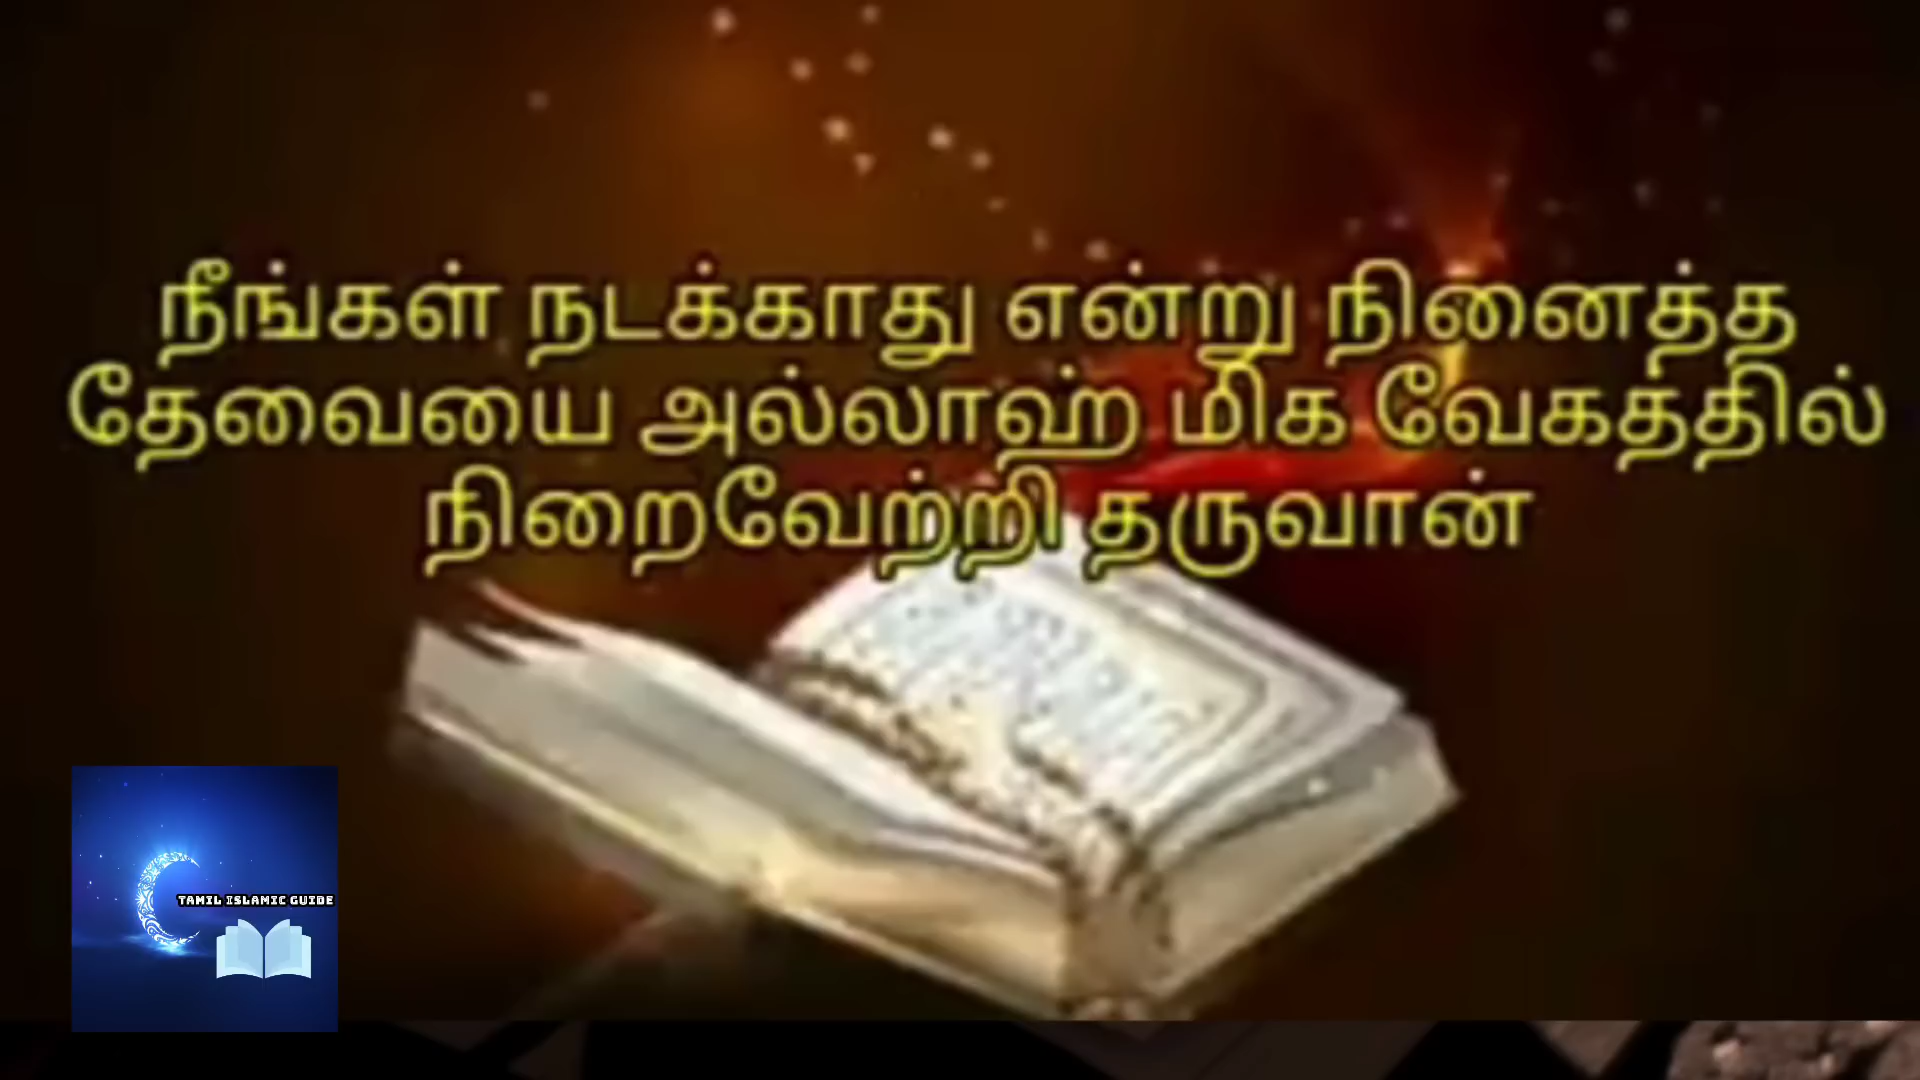 நீங்கள் நடக்காது என்று நினைத்த
தேவையை அல்லாஹ் மிக வேகத்தில்
நிறைவேற்றி தருவான்
TAMIL ISLAMIC GUIDE